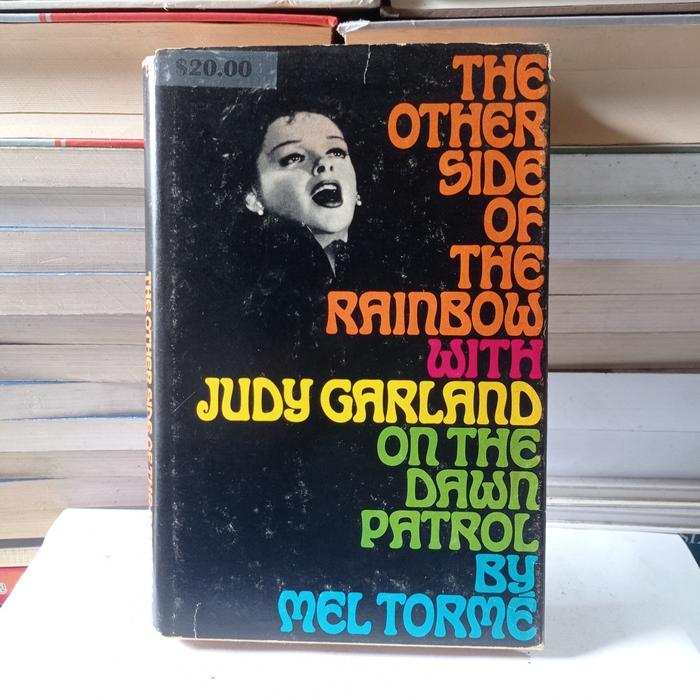 $20.00
THE
OTHER
SIDE
OF
THE
RAINBOW
WITH
JUDY GARLAND
ON THE
DAWN
PATROL
BY
MEL TORMÉ
THE OTHER SIDE OF THE